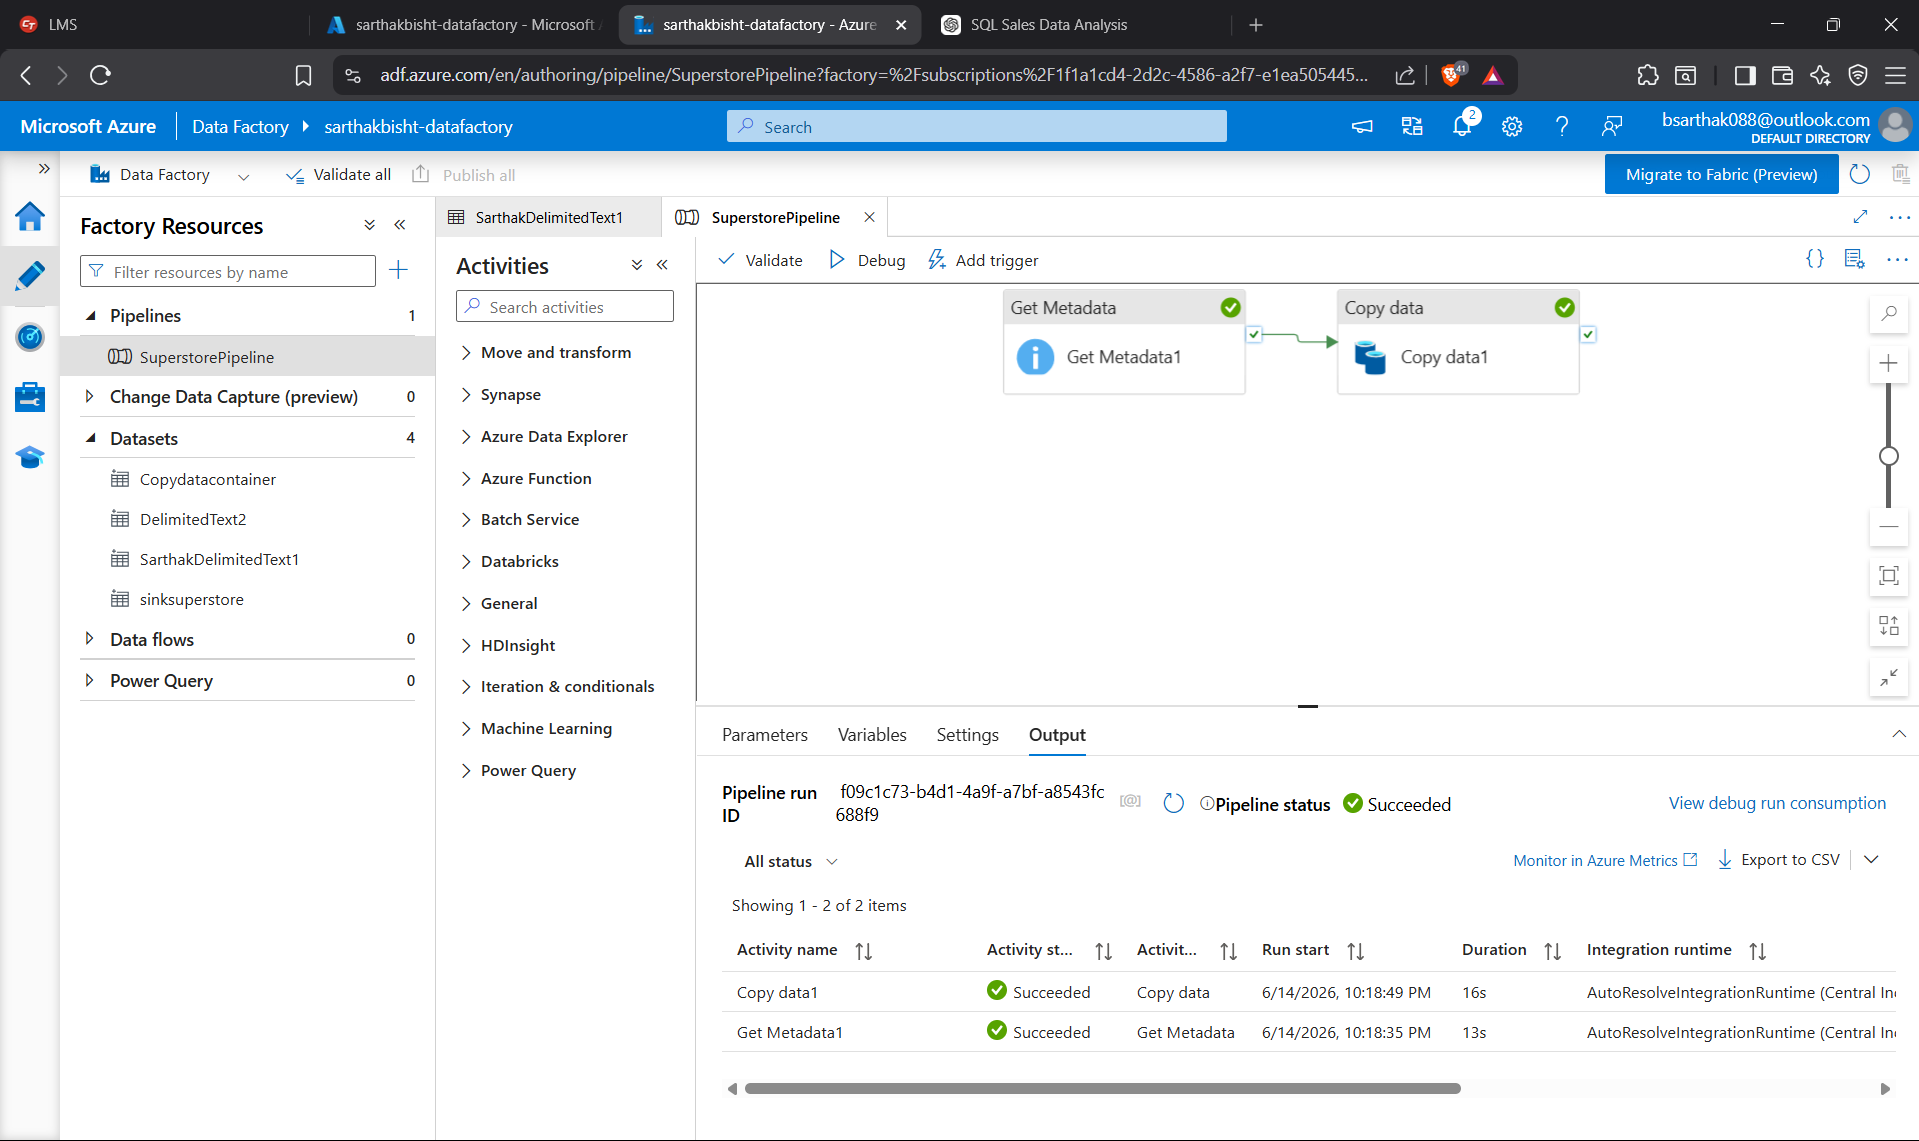 LMS
sarthakbisht-datafactory - Microsoft
sarthakbisht-datafactory - Azure
SQL Sales Data Analysis
adf.azure.com/en/authoring/pipeline/SuperstorePipeline?factory=%2Fsubscriptions%2F1f1a1cd4-2d2c-4586-a2f7-e1ea505445...
41
Microsoft Azure
Data Factory
sarthakbisht-datafactory
Search
2
bsarthak088@outlook.com
DEFAULT DIRECTORY
Data Factory
Validate all
Publish all
Migrate to Fabric (Preview)
Factory Resources
Filter resources by name
Pipelines 1
SuperstorePipeline
Change Data Capture (preview) 0
Datasets 4
Copydatacontainer
DelimitedText2
SarthakDelimitedText1
sinksuperstore
Data flows 0
Power Query 0
SarthakDelimitedText1
SuperstorePipeline
Activities
Search activities
Move and transform
Synapse
Azure Data Explorer
Azure Function
Batch Service
Databricks
General
HDInsight
Iteration & conditionals
Machine Learning
Power Query
Validate
Debug
Add trigger
Get Metadata
Get Metadata1
Copy data
Copy data1
Parameters
Variables
Settings
Output
Pipeline run ID
f09c1c73-b4d1-4a9f-a7bf-a8543fc
688f9
Pipeline status
Succeeded
View debug run consumption
All status
Monitor in Azure Metrics
Export to CSV
Showing 1 - 2 of 2 items
Activity name Activity st... Activit... Run start Duration Integration runtime
Copy data1 Succeeded Copy data 6/14/2026, 10:18:49 PM 16s AutoResolveIntegrationRuntime (Central In
Get Metadata1 Succeeded Get Metadata 6/14/2026, 10:18:35 PM 13s AutoResolveIntegrationRuntime (Central In